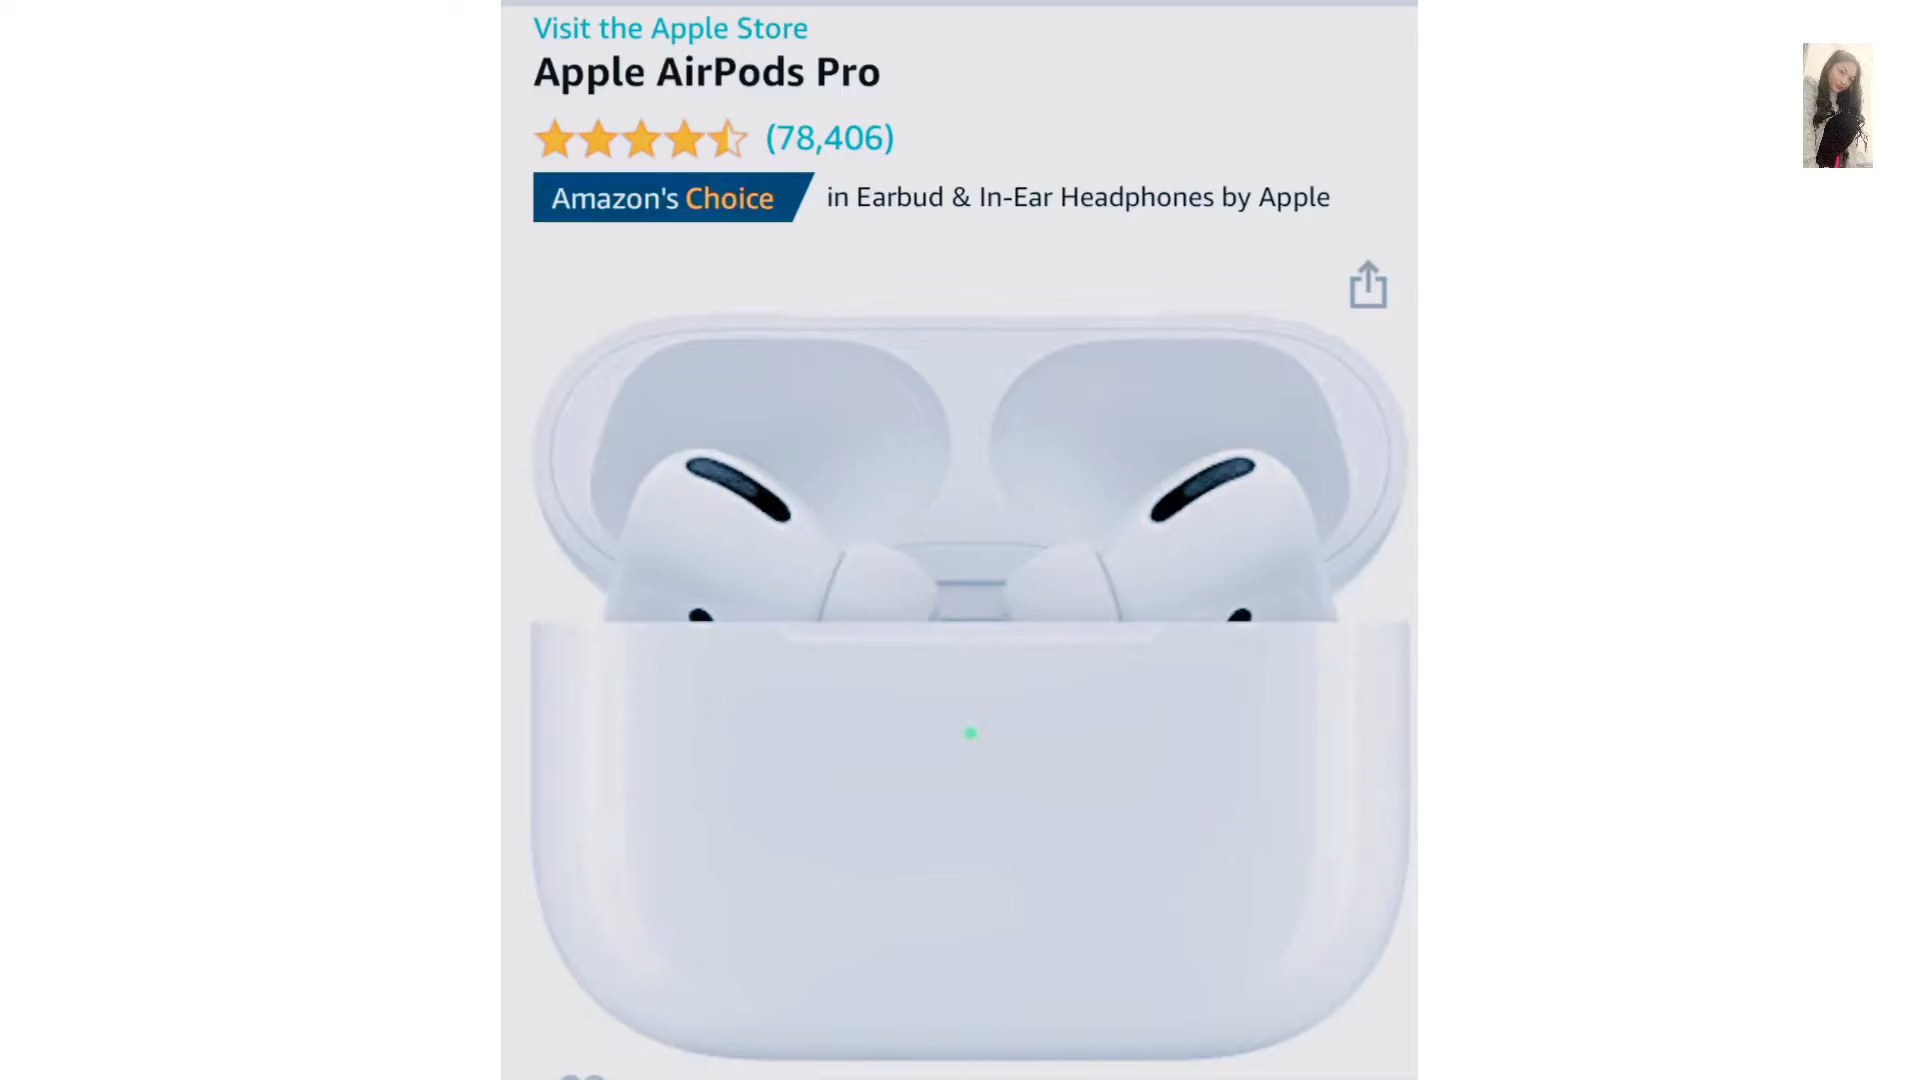 Visit the Apple Store
Apple AirPods Pro
(78,406)
Amazon's Choice in Earbud & In-Ear Headphones by Apple